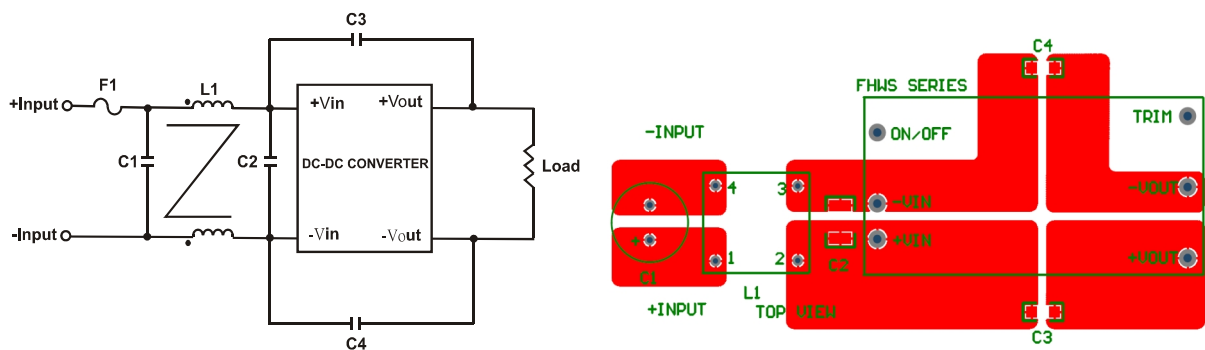 C3
F1
L1
+Input
+Vin
+Vout
C1
C2
DC-DC CONVERTER
Load
-Input
-Vin
-Vout
C4
C4
FHWS SERIES
TRIM
-INPUT
ON/OFF
4
3
-VOUT
-VIN
+
+VIN
1
2
C2
+VOUT
C1
L1
+INPUT
TOP VIEW
C3